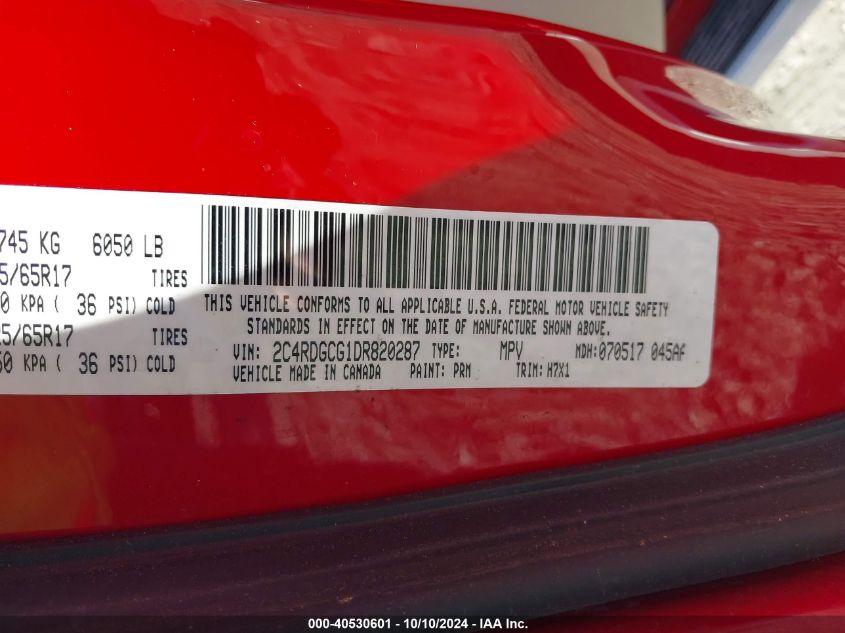 745 KG 6050 LB
5/65R17 TIRES
0 KPA ( 36 PSI) COLD
5/65R17 TIRES
50 KPA ( 36 PSI) COLD
THIS VEHICLE CONFORMS TO ALL APPLICABLE U.S.A. FEDERAL MOTOR VEHICLE SAFETY
STANDARDS IN EFFECT ON THE DATE OF MANUFACTURE SHOWN ABOVE.
VIN: 2C4RDGCG1DR820287 TYPE: MPV MDH: 070517 045AF
VEHICLE MADE IN CANADA PAINT: PRM TRIM: H7X1
000-40530601 - 10/10/2024 - IAA Inc.